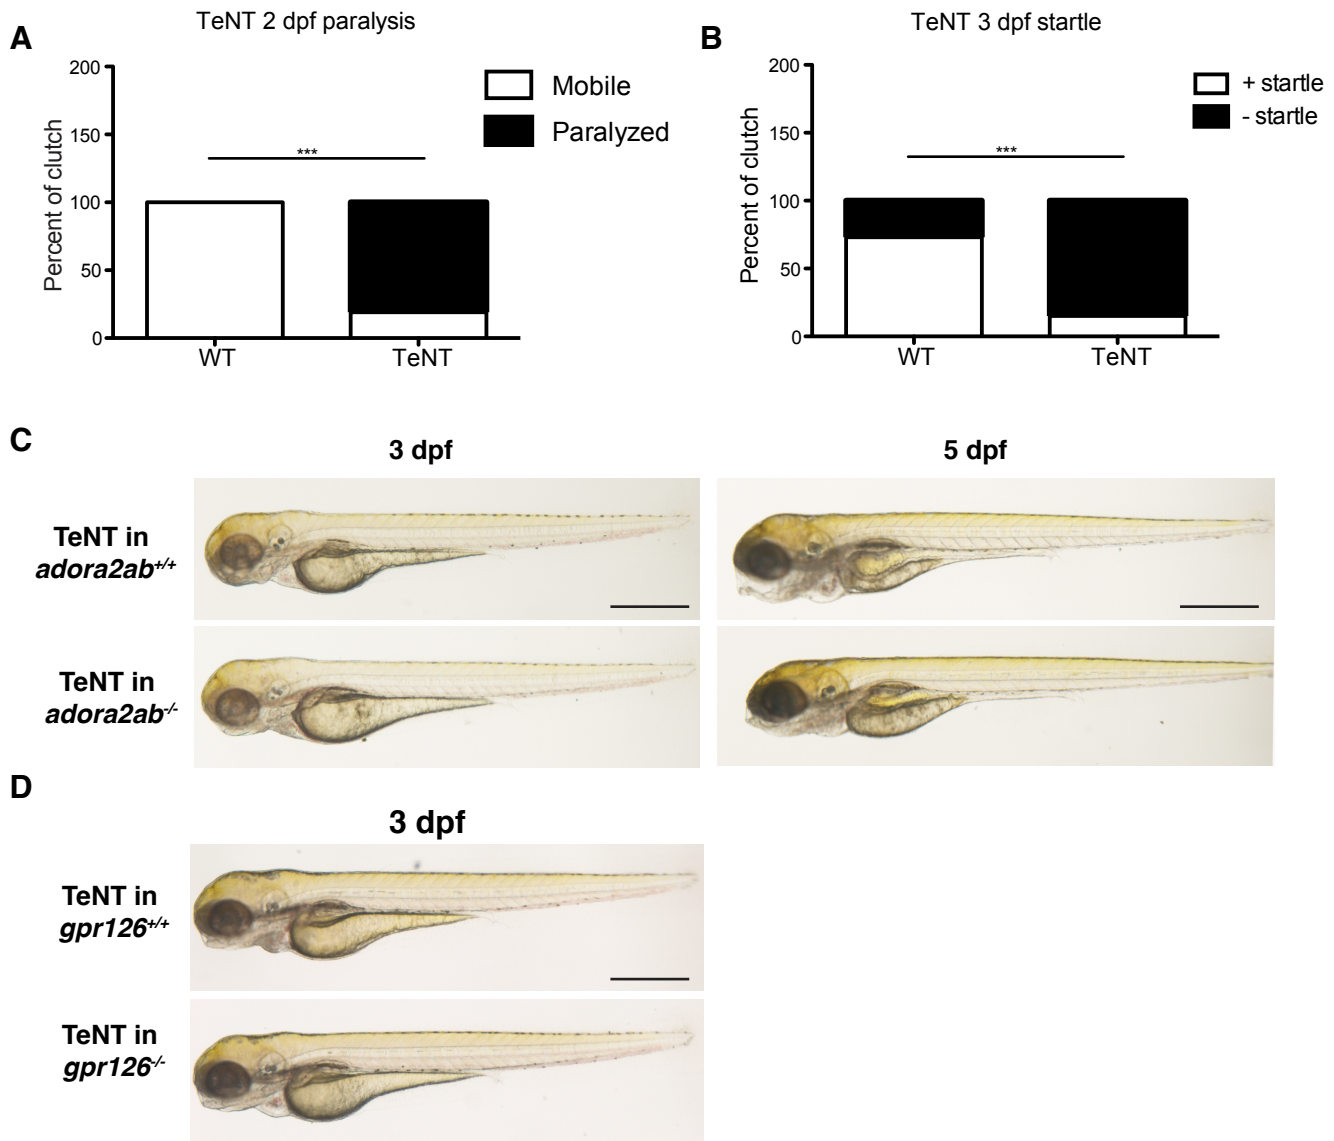 A
TeNT 2 dpf paralysis
Percent of clutch
200
150
100
50
0
***
WT
TeNT
Mobile
Paralyzed
B
TeNT 3 dpf startle
Percent of clutch
200
150
100
50
0
***
WT
TeNT
+ startle
- startle
C
3 dpf
5 dpf
TeNT in
adora2ab+/+
TeNT in
adora2ab-/-
D
3 dpf
TeNT in
gpr126+/+
TeNT in
gpr126-/-